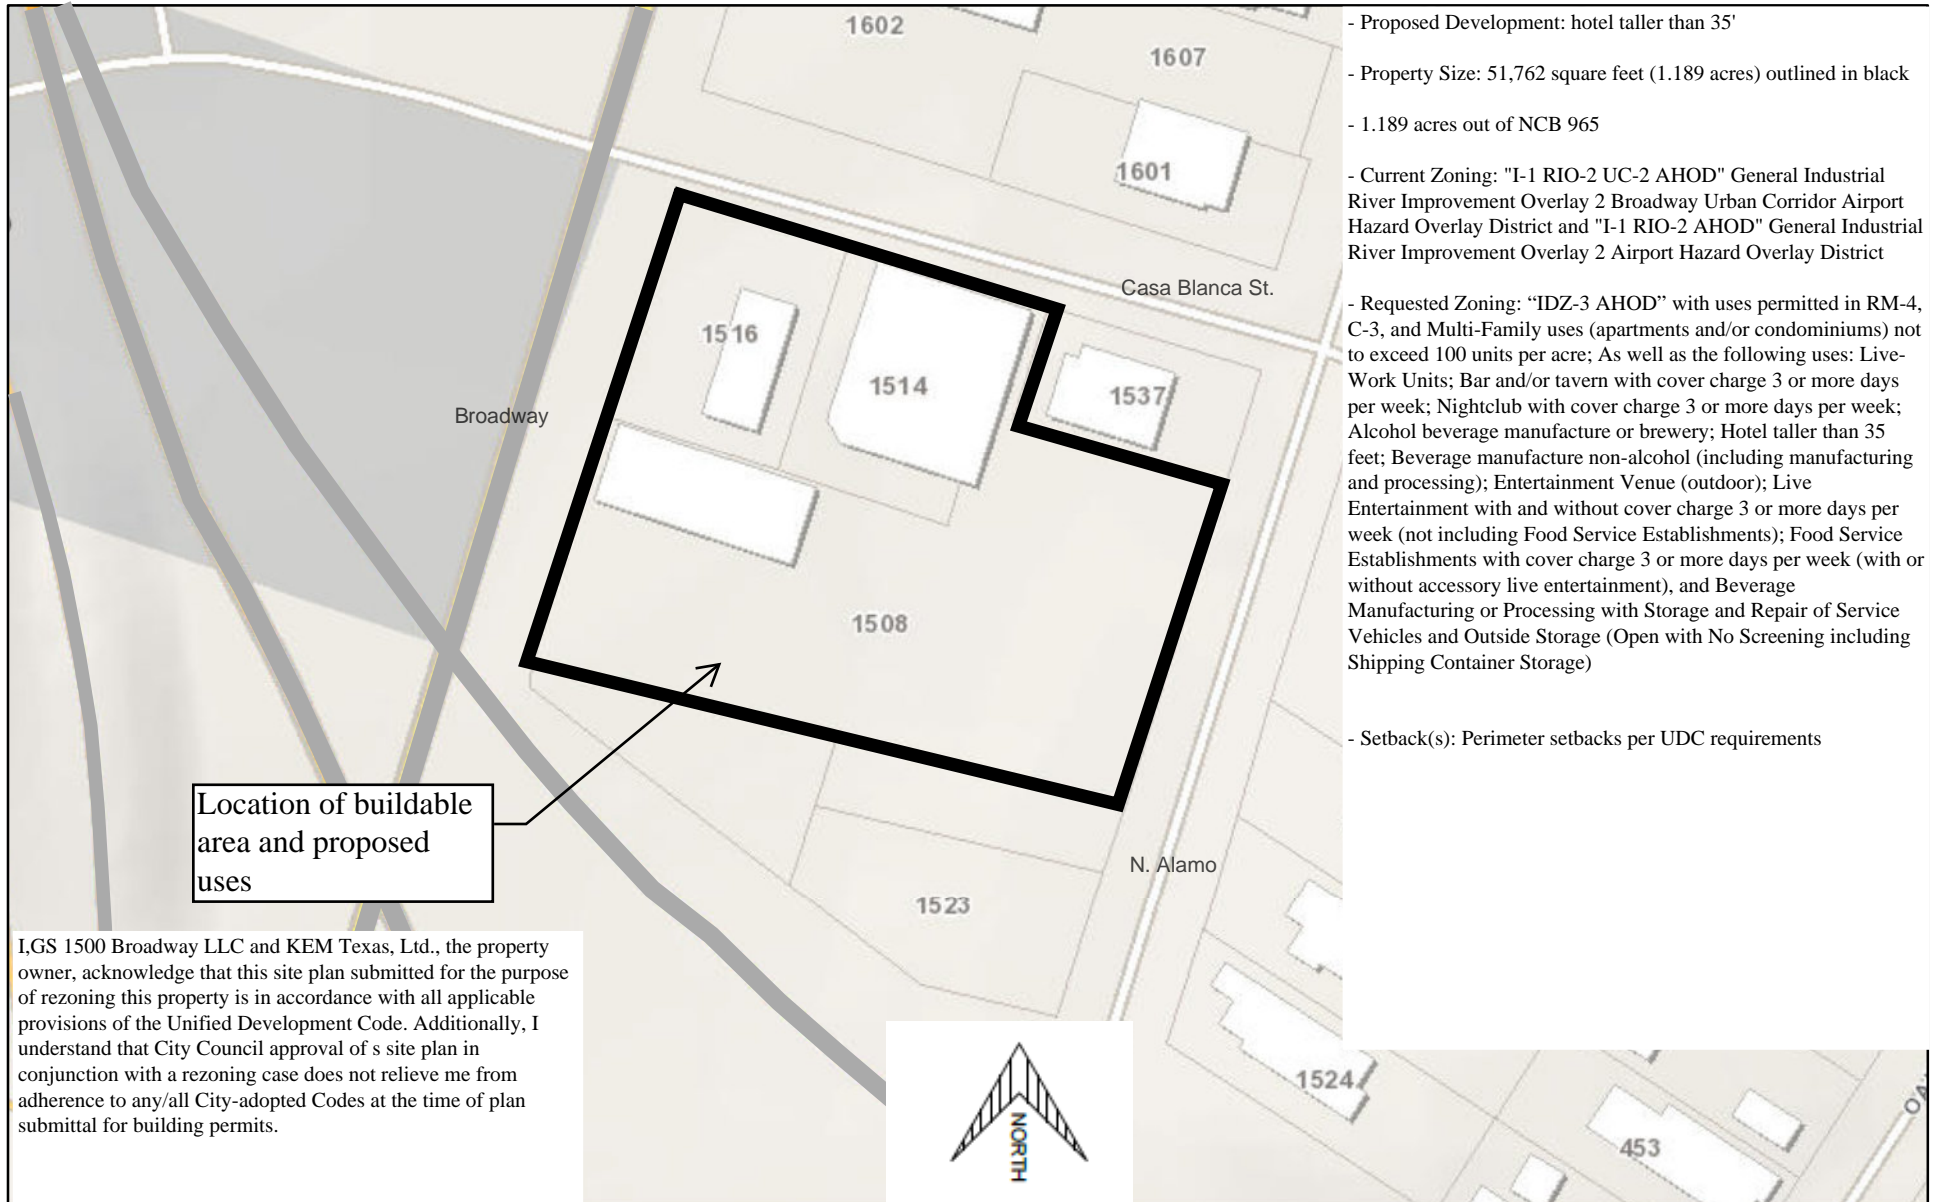 1602
1607
1601
Casa Blanca St.
1516
1514
1537
Broadway
1508
Location of buildable
area and proposed
uses
N. Alamo
1523
1524
453
NORTH
- Proposed Development: hotel taller than 35'
- Property Size: 51,762 square feet (1.189 acres) outlined in black
- 1.189 acres out of NCB 965
- Current Zoning: "I-1 RIO-2 UC-2 AHOD" General Industrial
River Improvement Overlay 2 Broadway Urban Corridor Airport
Hazard Overlay District and "I-1 RIO-2 AHOD" General Industrial
River Improvement Overlay 2 Airport Hazard Overlay District
- Requested Zoning: “IDZ-3 AHOD” with uses permitted in RM-4,
C-3, and Multi-Family uses (apartments and/or condominiums) not
to exceed 100 units per acre; As well as the following uses: Live-
Work Units; Bar and/or tavern with cover charge 3 or more days
per week; Nightclub with cover charge 3 or more days per week;
Alcohol beverage manufacture or brewery; Hotel taller than 35
feet; Beverage manufacture non-alcohol (including manufacturing
and processing); Entertainment Venue (outdoor); Live
Entertainment with and without cover charge 3 or more days per
week (not including Food Service Establishments); Food Service
Establishments with cover charge 3 or more days per week (with or
without accessory live entertainment), and Beverage
Manufacturing or Processing with Storage and Repair of Service
Vehicles and Outside Storage (Open with No Screening including
Shipping Container Storage)
- Setback(s): Perimeter setbacks per UDC requirements
I,GS 1500 Broadway LLC and KEM Texas, Ltd., the property
owner, acknowledge that this site plan submitted for the purpose
of rezoning this property is in accordance with all applicable
provisions of the Unified Development Code. Additionally, I
understand that City Council approval of s site plan in
conjunction with a rezoning case does not relieve me from
adherence to any/all City-adopted Codes at the time of plan
submittal for building permits.